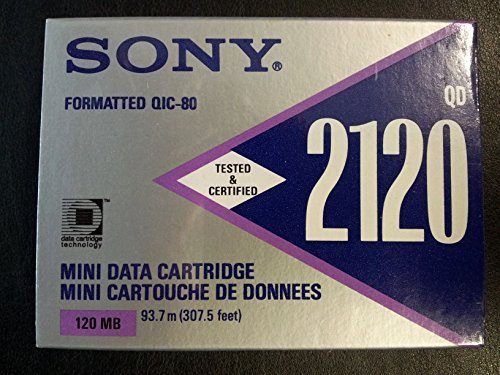 SONY®
FORMATTED QIC-80
QD
2120
TESTED
&
CERTIFIED
D™
data cartridge
technology
MINI DATA CARTRIDGE
MINI CARTOUCHE DE DONNEES
120 MB 93.7 m (307.5 feet)